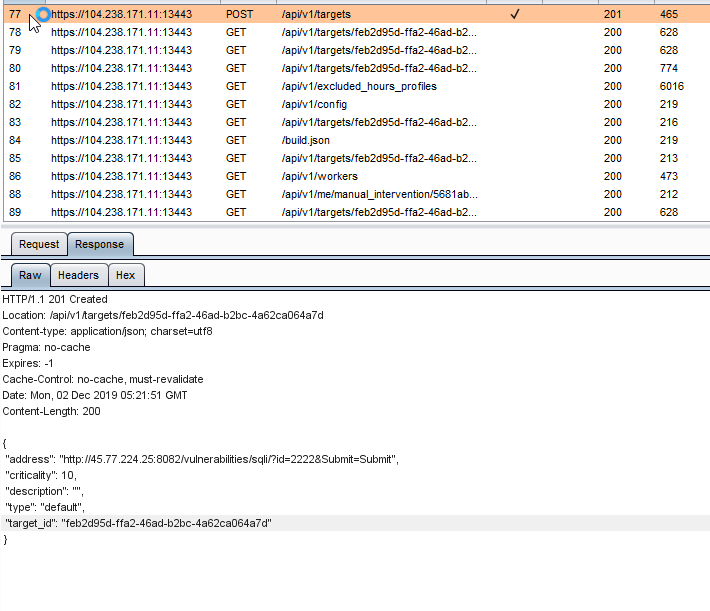 77 https://104.238.171.11:13443 POST /api/v1/targets ✓ 201 465
78 https://104.238.171.11:13443 GET /api/v1/targets/feb2d95d-ffa2-46ad-b2... 200 628
79 https://104.238.171.11:13443 GET /api/v1/targets/feb2d95d-ffa2-46ad-b2... 200 628
80 https://104.238.171.11:13443 GET /api/v1/targets/feb2d95d-ffa2-46ad-b2... 200 774
81 https://104.238.171.11:13443 GET /api/v1/excluded_hours_profiles 200 6016
82 https://104.238.171.11:13443 GET /api/v1/config 200 219
83 https://104.238.171.11:13443 GET /api/v1/targets/feb2d95d-ffa2-46ad-b2... 200 216
84 https://104.238.171.11:13443 GET /build.json 200 219
85 https://104.238.171.11:13443 GET /api/v1/targets/feb2d95d-ffa2-46ad-b2... 200 213
86 https://104.238.171.11:13443 GET /api/v1/workers 200 473
88 https://104.238.171.11:13443 GET /api/v1/me/manual_intervention/5681ab... 200 212
89 https://104.238.171.11:13443 GET /api/v1/targets/feb2d95d-ffa2-46ad-b2... 200 628
Request Response
Raw Headers Hex
HTTP/1.1 201 Created
Location: /api/v1/targets/feb2d95d-ffa2-46ad-b2bc-4a62ca064a7d
Content-type: application/json; charset=utf8
Pragma: no-cache
Expires: -1
Cache-Control: no-cache, must-revalidate
Date: Mon, 02 Dec 2019 05:21:51 GMT
Content-Length: 200
{
"address": "http://45.77.224.25:8082/vulnerabilities/sqli/?id=2222&Submit=Submit",
"criticality": 10,
"description": "",
"type": "default",
"target_id": "feb2d95d-ffa2-46ad-b2bc-4a62ca064a7d"
}